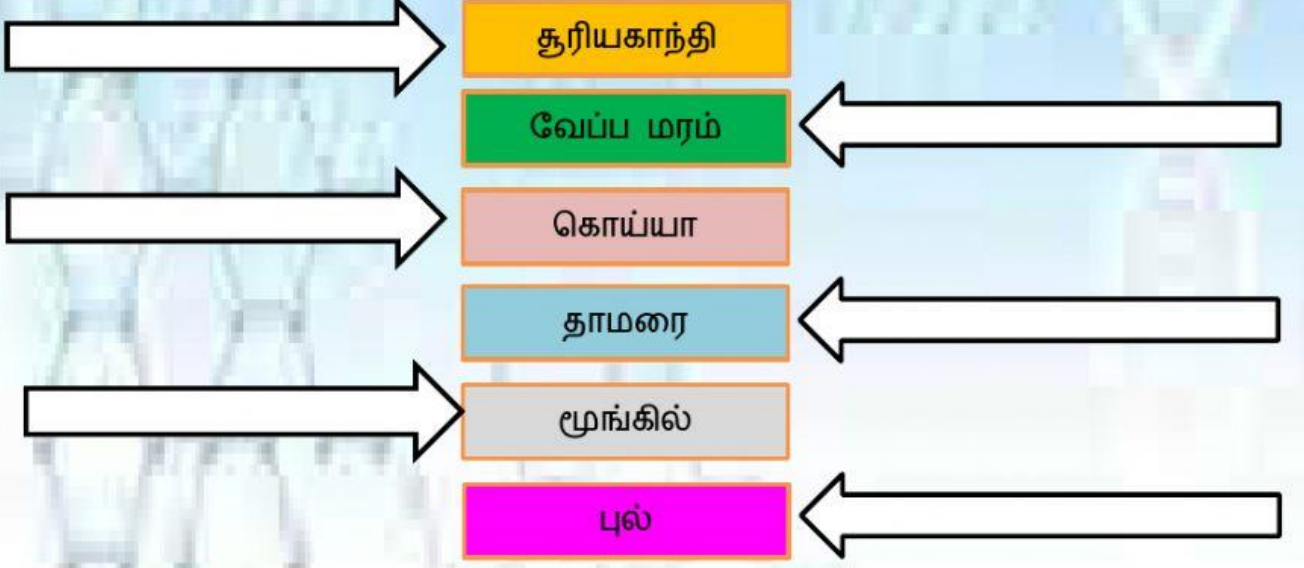 சூரியகாந்தி
வேப்ப மரம்
கொய்யா
தாமரை
மூங்கில்
புல்